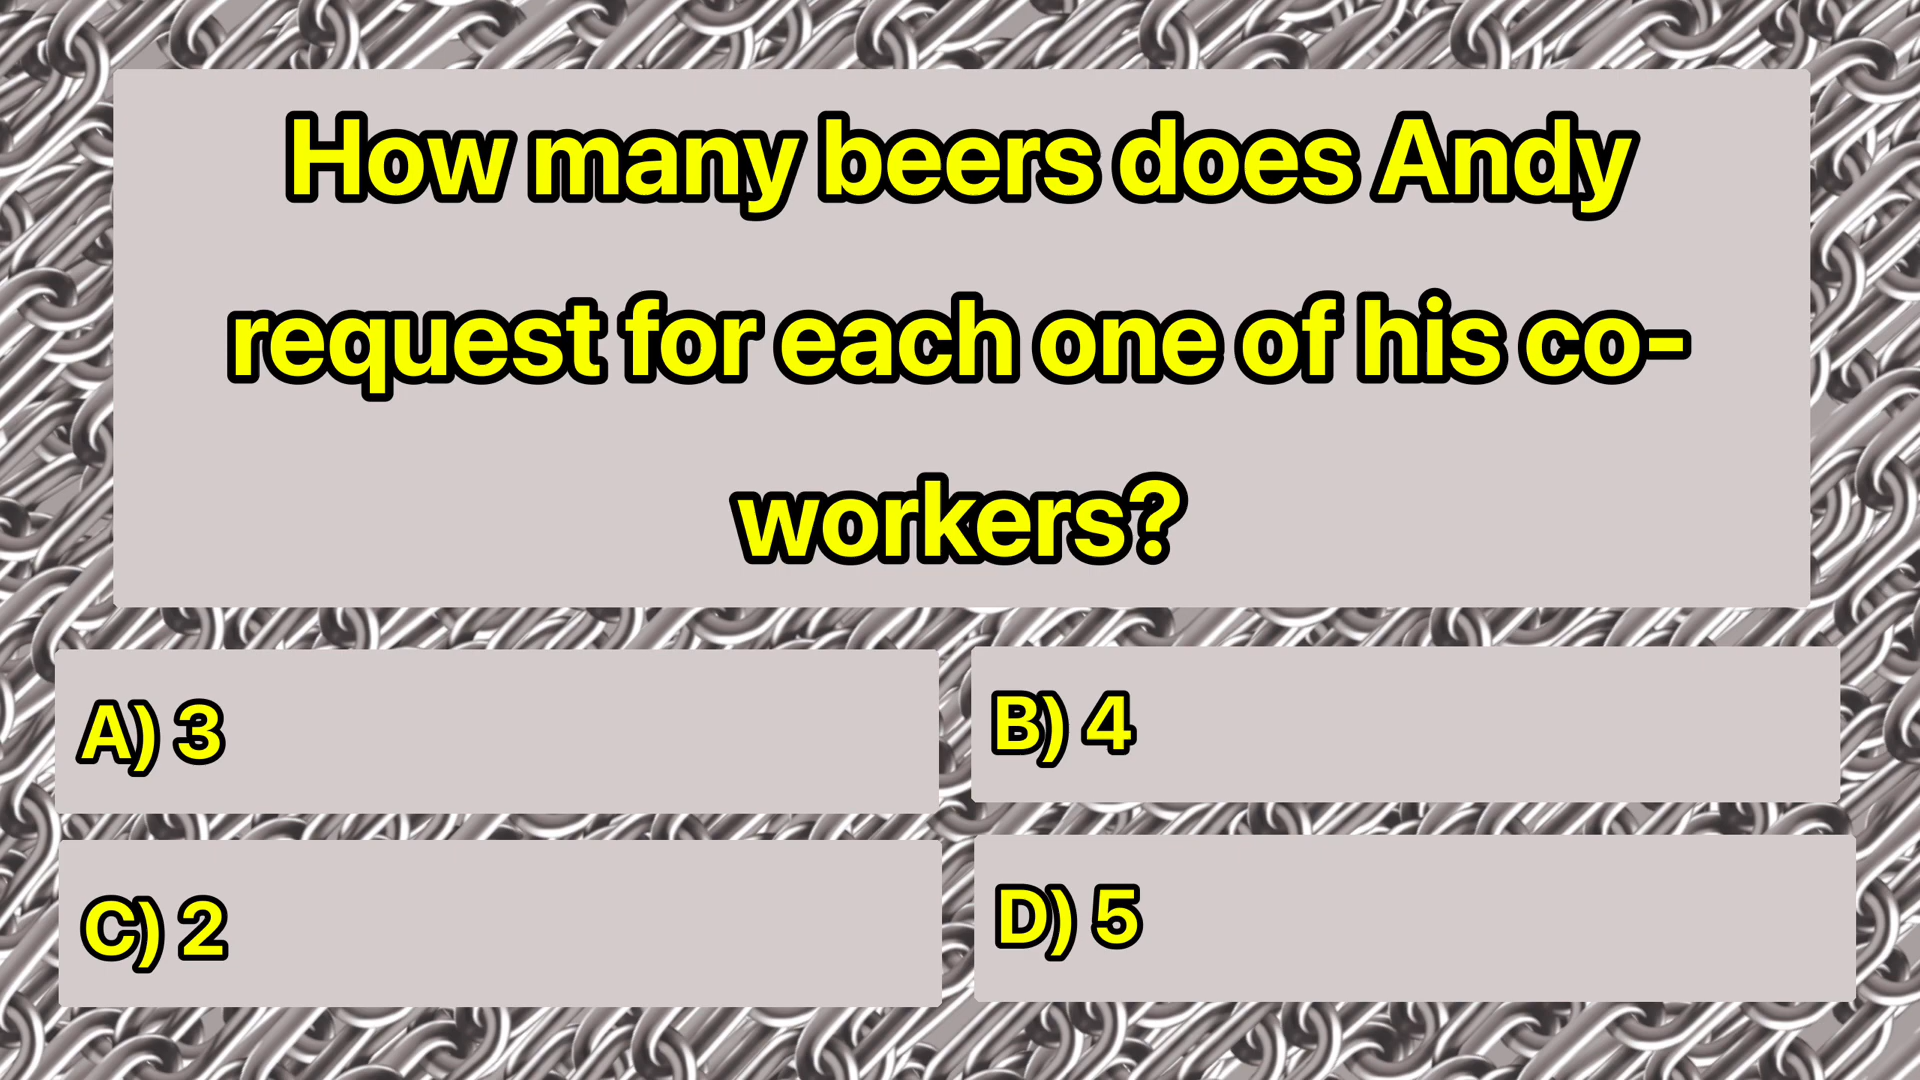 How many beers does Andy
request for each one of his co-
workers?
A) 3
B) 4
C) 2
D) 5